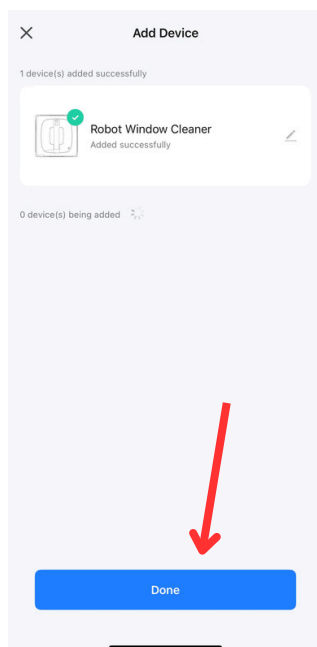 Add Device
1 device(s) added successfully
Robot Window Cleaner
Added successfully
0 device(s) being added
Done